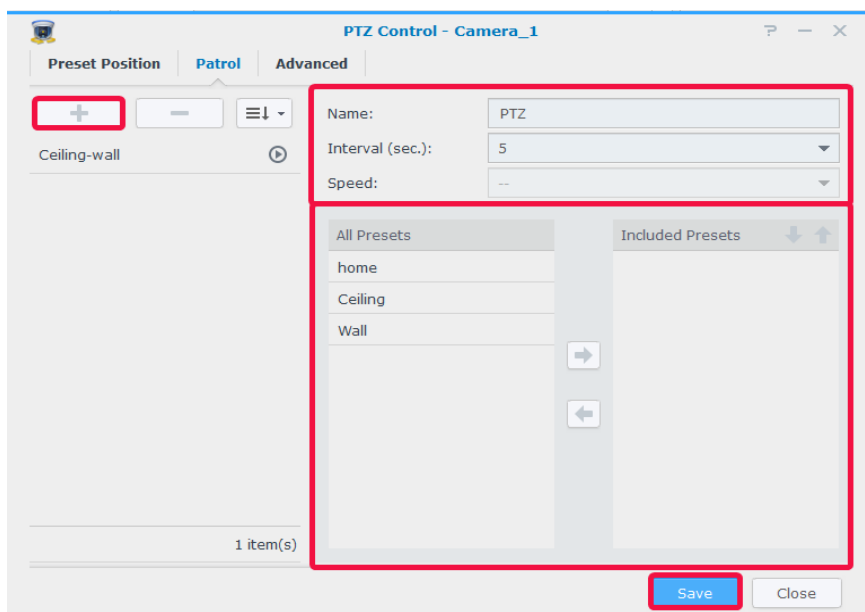 PTZ Control - Camera_1
Preset Position Patrol Advanced
Name: PTZ
Ceiling-wall
Interval (sec.): 5
Speed: --
All Presets
Included Presets
home
Ceiling
Wall
1 item(s)
Save Close